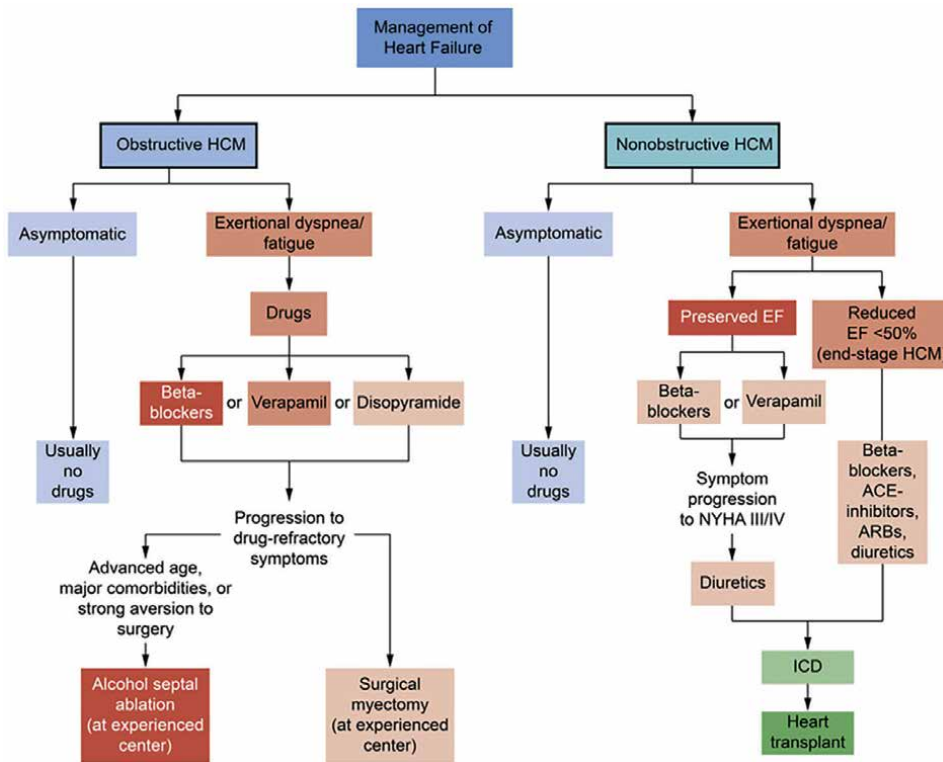 Management of
Heart Failure
Obstructive HCM
Nonobstructive HCM
Asymptomatic
Exertional dyspnea/
fatigue
Asymptomatic
Exertional dyspnea/
fatigue
Drugs
Preserved EF
Reduced
EF <50%
(end-stage HCM
Beta-
blockers
or
Verapamil
or
Disopyramide
Beta-
blockers
or
Verapamil
Usually
no
drugs
Usually
no
drugs
Progression to
drug-refractory
symptoms
Symptom
progression
to NYHA III/IV
Beta-
blockers,
ACE-
inhibitors,
ARBs,
diuretics
Advanced age,
major comorbidities, or
strong aversion to
surgery
Diuretics
Alcohol septal
ablation
(at experienced
center)
Surgical
myectomy
(at experienced
center)
ICD
Heart
transplant